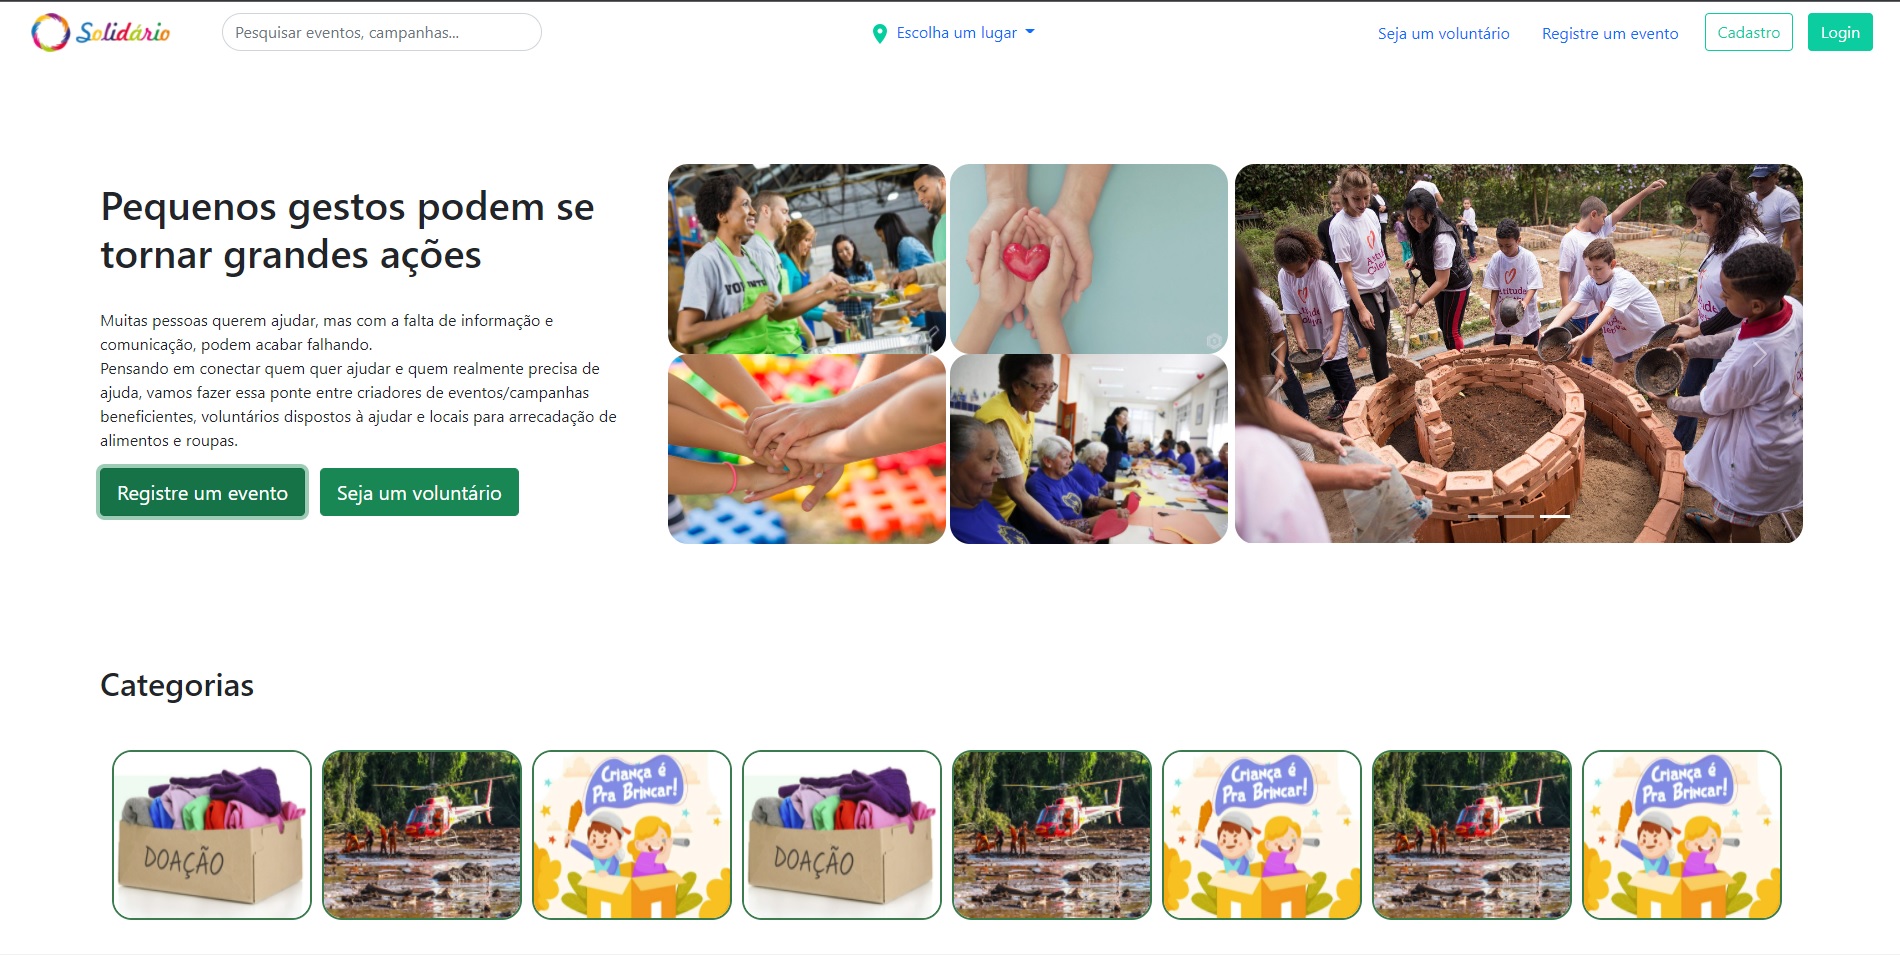 Solidário
Pesquisar eventos, campanhas...
Escolha um lugar
Seja um voluntário
Registre um evento
Cadastro
Login
Pequenos gestos podem se
tornar grandes ações
Muitas pessoas querem ajudar, mas com a falta de informação e
comunicação, podem acabar falhando.
Pensando em conectar quem quer ajudar e quem realmente precisa de
ajuda, vamos fazer essa ponte entre criadores de eventos/campanhas
beneficientes, voluntários dispostos à ajudar e locais para arrecadação de
alimentos e roupas.
Registre um evento
Seja um voluntário
Categorias
DOAÇÃO
Criança é
Pra Brincar!
DOAÇÃO
Criança é
Pra Brincar!
Criança é
Pra Brincar!